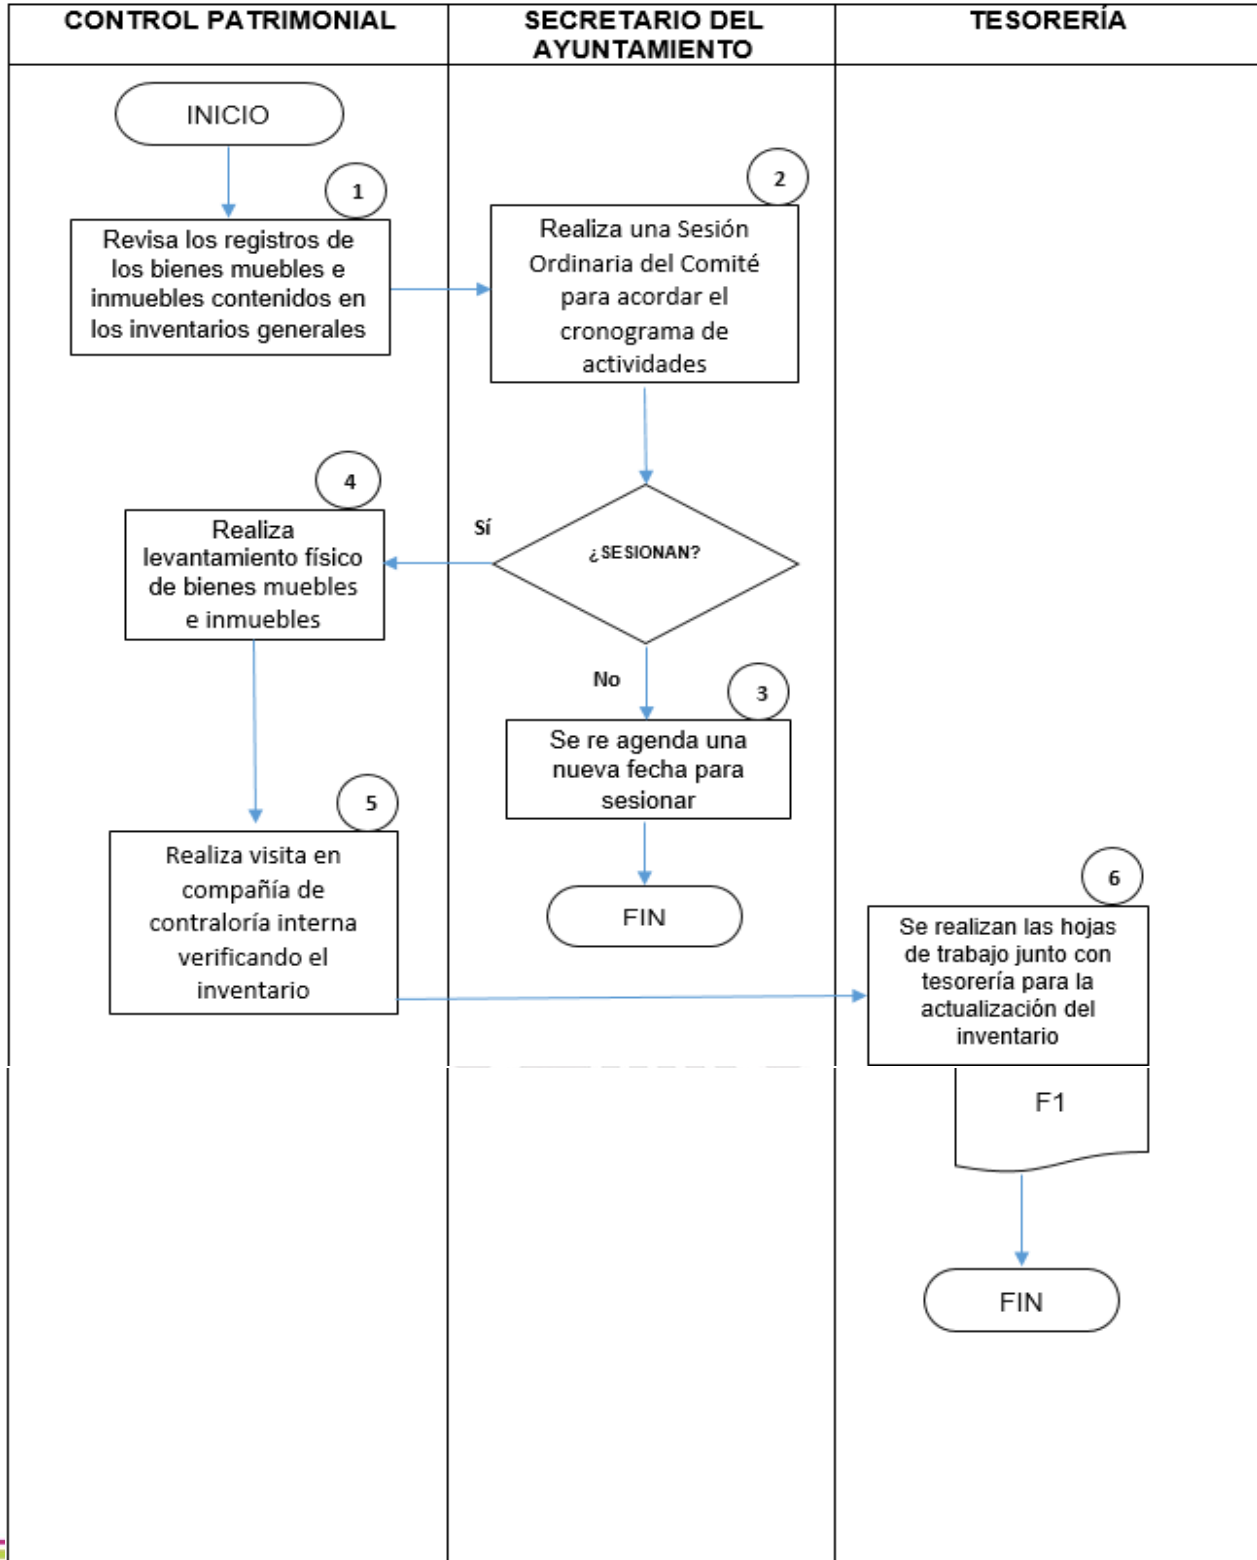 CONTROL PATRIMONIAL
SECRETARIO DEL
AYUNTAMIENTO
TESORERÍA
INICIO
1
Revisa los registros de
los bienes muebles e
inmuebles contenidos en
los inventarios generales
2
Realiza una Sesión
Ordinaria del Comité
para acordar el
cronograma de
actividades
¿SESIONAN?
Sí
No
3
Se re agenda una
nueva fecha para
sesionar
FIN
4
Realiza
levantamiento físico
de bienes muebles
e inmuebles
5
Realiza visita en
compañía de
contraloría interna
verificando el
inventario
6
Se realizan las hojas
de trabajo junto con
tesorería para la
actualización del
inventario
F1
FIN